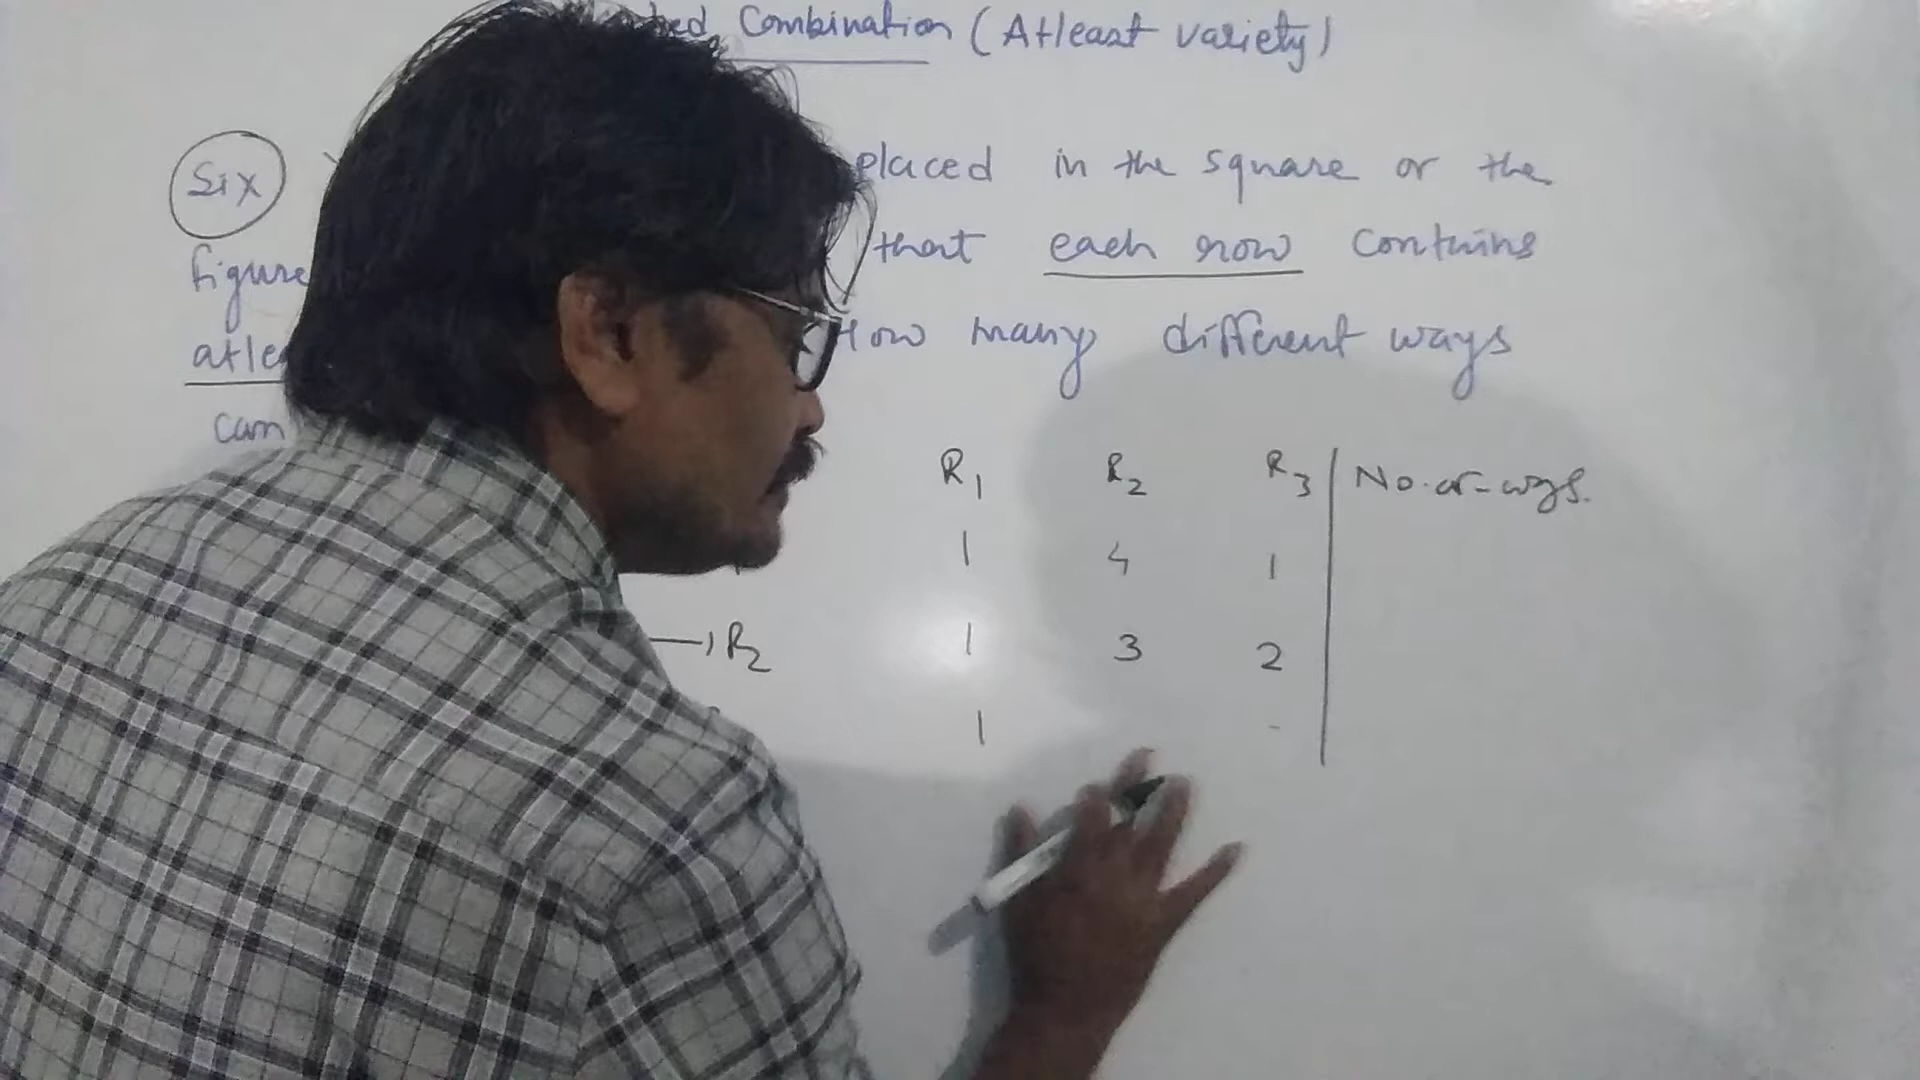 Combination (Atleast variety)
Six placed in the square or the
figure that each row contains
How many different ways
can
R1 R2 R3 No. of ways.
1 4 1
R2 1 3 2
1